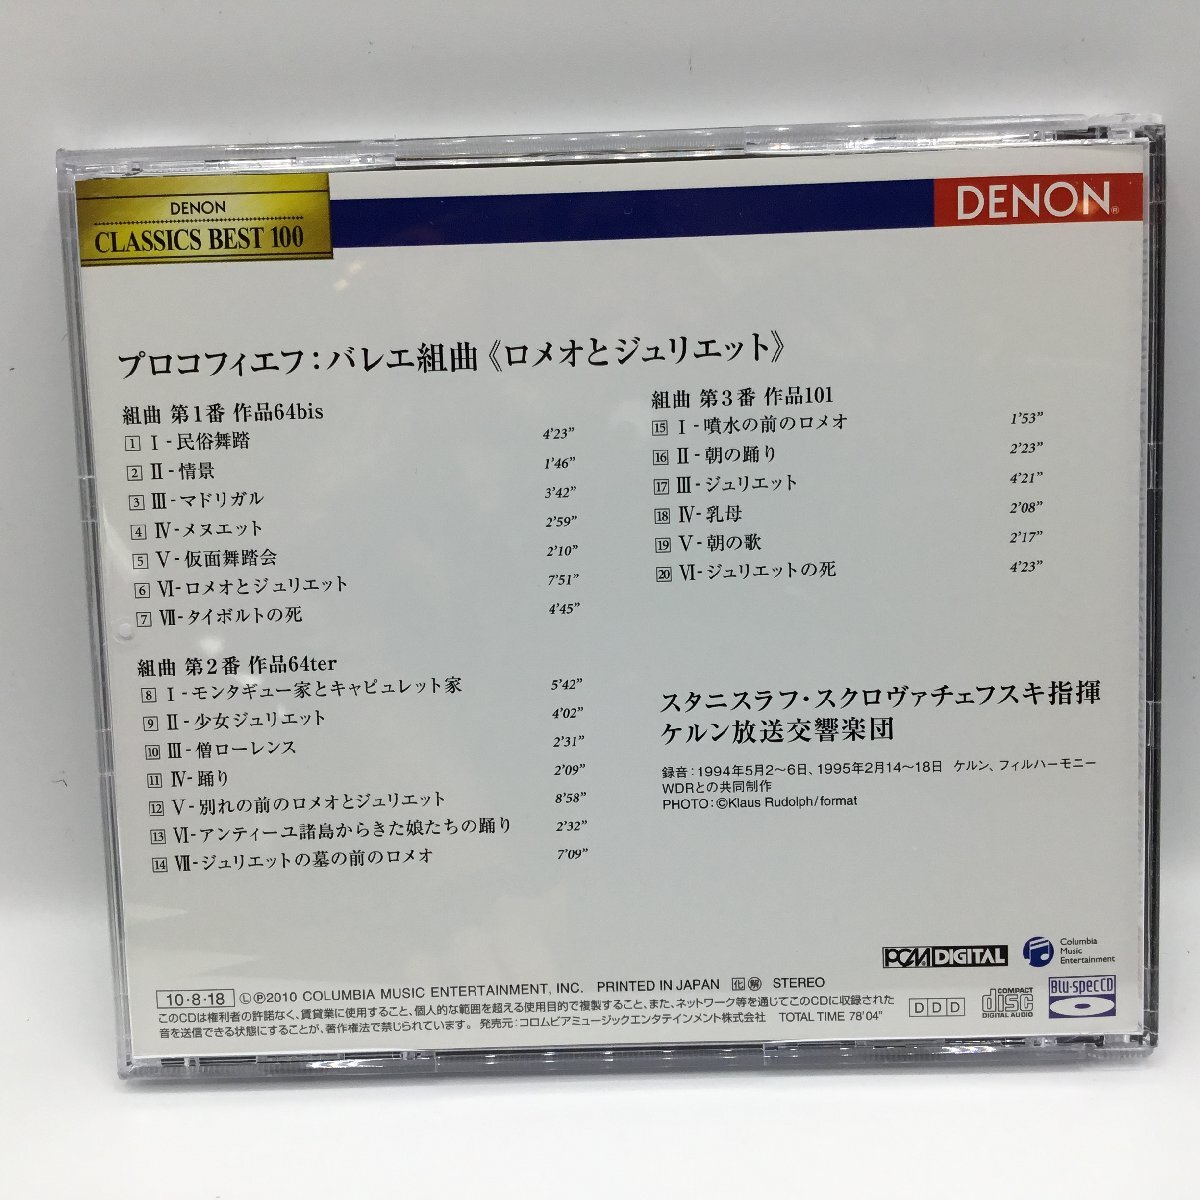 DENON
CLASSICS BEST 100
DENON®
プロコフィエフ：バレエ組曲《ロメオとジュリエット》
組曲 第1番 作品64bis
1 Ⅰ-民俗舞踏 4'23"
2 Ⅱ-情景 1'46"
3 Ⅲ-マドリガル 3'42"
4 Ⅳ-メヌエット 2'59"
5 Ⅴ-仮面舞踏会 2'10"
6 Ⅵ-ロメオとジュリエット 7'51"
7 Ⅶ-タイボルトの死 4'45"
組曲 第2番 作品64ter
8 Ⅰ-モンタギュー家とキャピュレット家 5'42"
9 Ⅱ-少女ジュリエット 4'02"
10 Ⅲ-僧ローレンス 2'31"
11 Ⅳ-踊り 2'09"
12 Ⅴ-別れの前のロメオとジュリエット 8'58"
13 Ⅵ-アンティーユ諸島からきた娘たちの踊り 2'32"
14 Ⅶ-ジュリエットの墓の前のロメオ 7'09"
組曲 第3番 作品101
15 Ⅰ-噴水の前のロメオ 1'53"
16 Ⅱ-朝の踊り 2'23"
17 Ⅲ-ジュリエット 4'21"
18 Ⅳ-乳母 2'08"
19 Ⅴ-朝の歌 2'17"
20 Ⅵ-ジュリエットの死 4'23"
スタニスラフ・スクロヴァチェフスキ指揮
ケルン放送交響楽団
録音：1994年5月2～6日、1995年2月14～18日 ケルン、フィルハーモニー
WDRとの共同制作
PHOTO：©Klaus Rudolph/format
PCM DIGITAL
Columbia
Music
Entertainment
10・8・18 Ⓛ℗2010 COLUMBIA MUSIC ENTERTAINMENT, INC. PRINTED IN JAPAN 化 解 STEREO
このCDは権利者の許諾なく、賃貸業に使用すること、個人的な範囲を超える使用目的で複製すること、また、ネットワーク等を通じてこのCDに収録された
音を送信できる状態にすることが、著作権法で禁じられています。 発売元：コロムビアミュージックエンタテインメント株式会社 TOTAL TIME 78'04"
D D D
COMPACT
disc
DIGITAL AUDIO
Blu-specCD